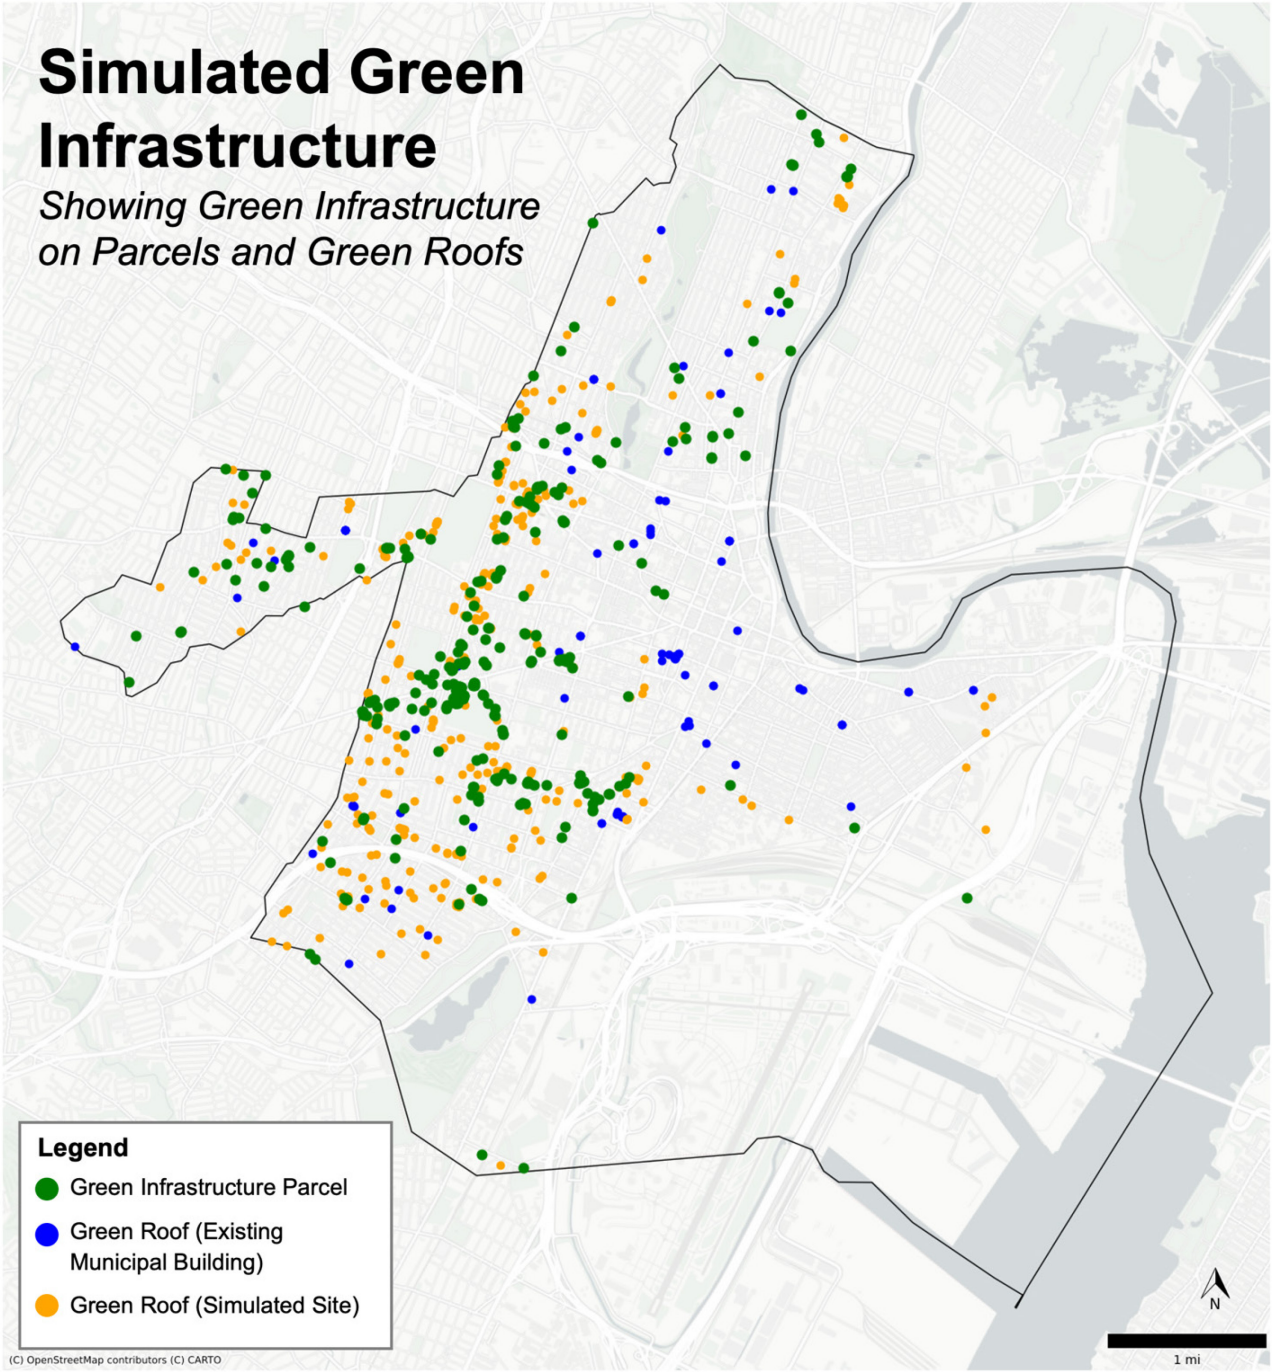 Simulated Green
Infrastructure
Showing Green Infrastructure
on Parcels and Green Roofs
Legend
Green Infrastructure Parcel
Green Roof (Existing
Municipal Building)
Green Roof (Simulated Site)
N
(C) OpenStreetMap contributors (C) CARTO
1 mi